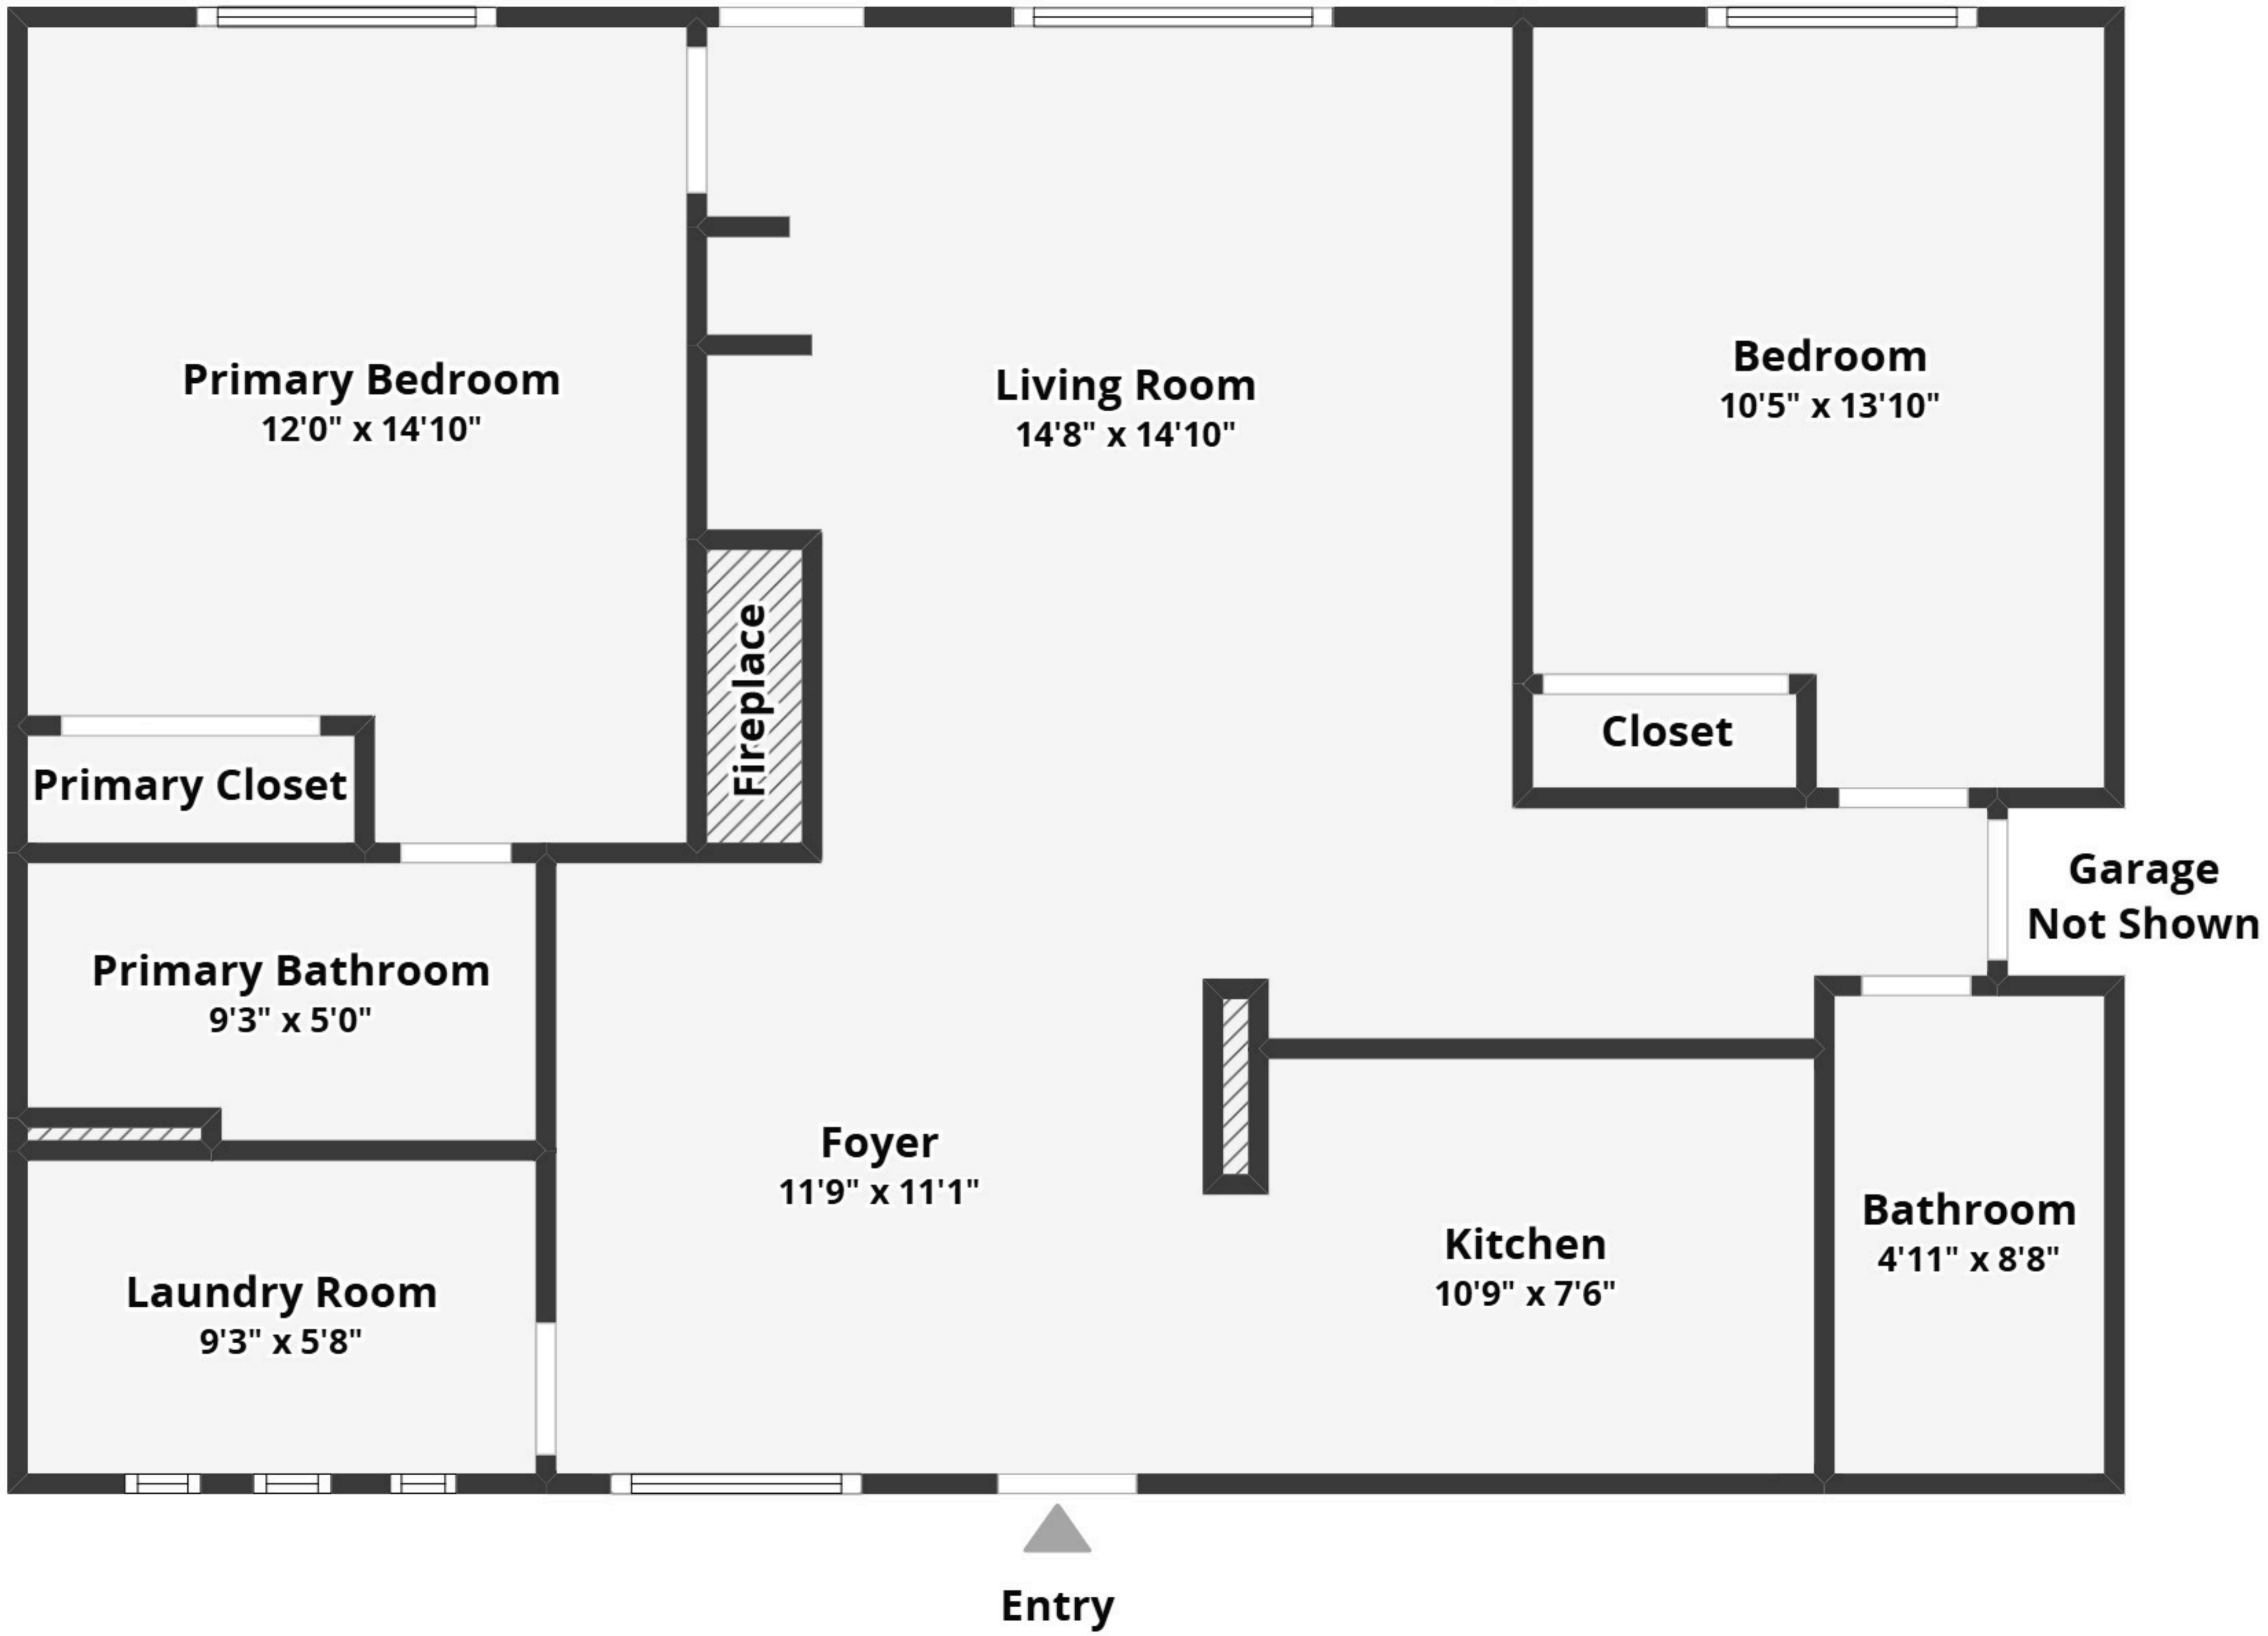 Primary Bedroom
12'0" x 14'10"
Living Room
14'8" x 14'10"
Bedroom
10'5" x 13'10"
Fireplace
Closet
Primary Closet
Garage
Not Shown
Primary Bathroom
9'3" x 5'0"
Foyer
11'9" x 11'1"
Kitchen
10'9" x 7'6"
Bathroom
4'11" x 8'8"
Laundry Room
9'3" x 5'8"
Entry